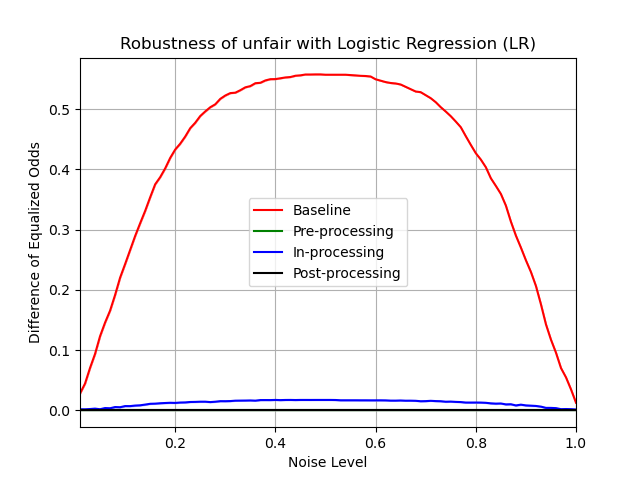 Robustness of unfair with Logistic Regression (LR)
Difference of Equalized Odds
0.5
0.4
0.3
0.2
0.1
0.0
Baseline
Pre-processing
In-processing
Post-processing
0.2 0.4 0.6 0.8 1.0
Noise Level